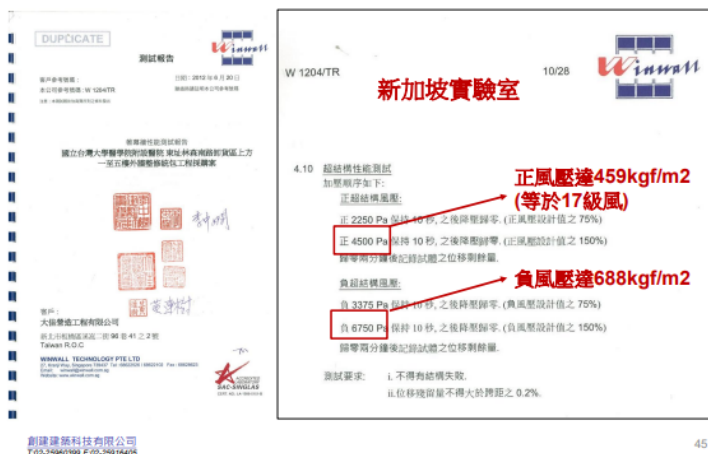 DUPLICATE
Winwall
測試報告
客戶參考號碼：
日期：2012年6月20日
本公司參考號碼：W 1204/TR
帷幕牆性能測試報告
國立台灣大學醫學院附設醫院 東址林森南路卸貨區上方
一至五樓外牆整修統包工程採購案
客戶：
大信營造工程有限公司
Taiwan R.O.C
WINWALL TECHNOLOGY PTE LTD
SAC-SINGLAS
創建建築科技有限公司
W 1204/TR
10/28
Winwall
新加坡實驗室
4.10 超結構性能測試
加壓順序如下:
正超結構風壓:
正 2250 Pa 保持 10 秒, 之後降壓歸零. (正風壓設計值之 75%)
正 4500 Pa 保持 10 秒, 之後降壓歸零. (正風壓設計值之 150%)
歸零兩分鐘後記錄試體之位移剩餘量.
負超結構風壓:
負 3375 Pa 保持 10 秒, 之後降壓歸零. (負風壓設計值之 75%)
負 6750 Pa 保持 10 秒, 之後降壓歸零. (負風壓設計值之 150%)
歸零兩分鐘後記錄試體之位移剩餘量.
測試要求: i. 不得有結構失敗.
ii.位移殘留量不得大於跨距之 0.2%.
正風壓達459kgf/m2
(等於17級風)
負風壓達688kgf/m2
45